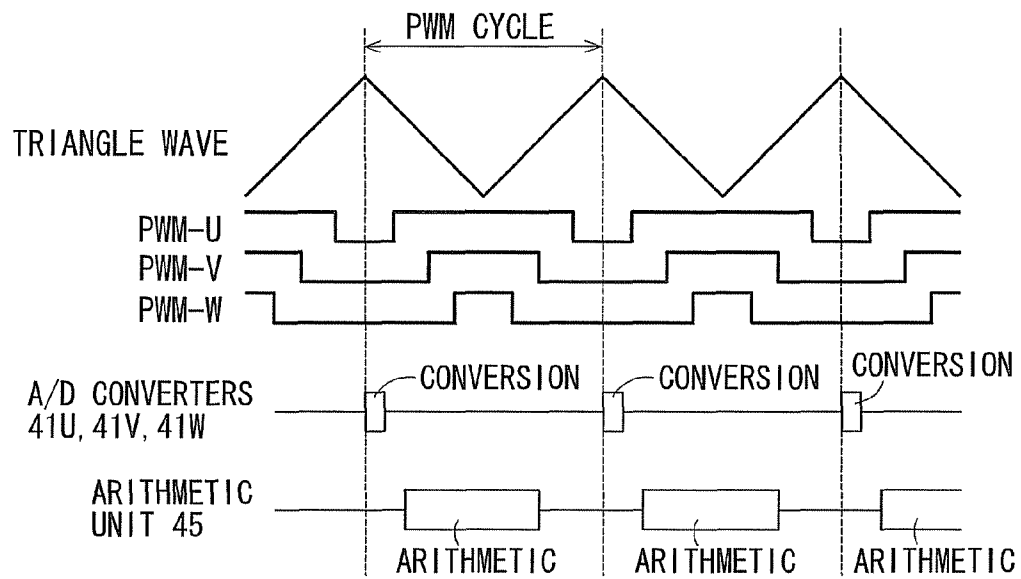 PWM CYCLE
TRIANGLE WAVE
PWM-U
PWM-V
PWM-W
A/D CONVERTERS
41U, 41V, 41W
CONVERSION
CONVERSION
CONVERSION
ARITHMETIC
UNIT 45
ARITHMETIC
ARITHMETIC
ARITHMETIC